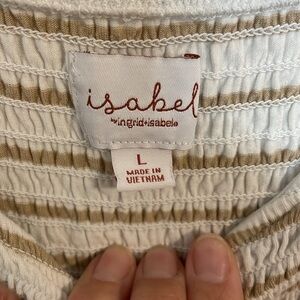 isabel
by ingrid+isabel®
L
MADE IN
VIETNAM